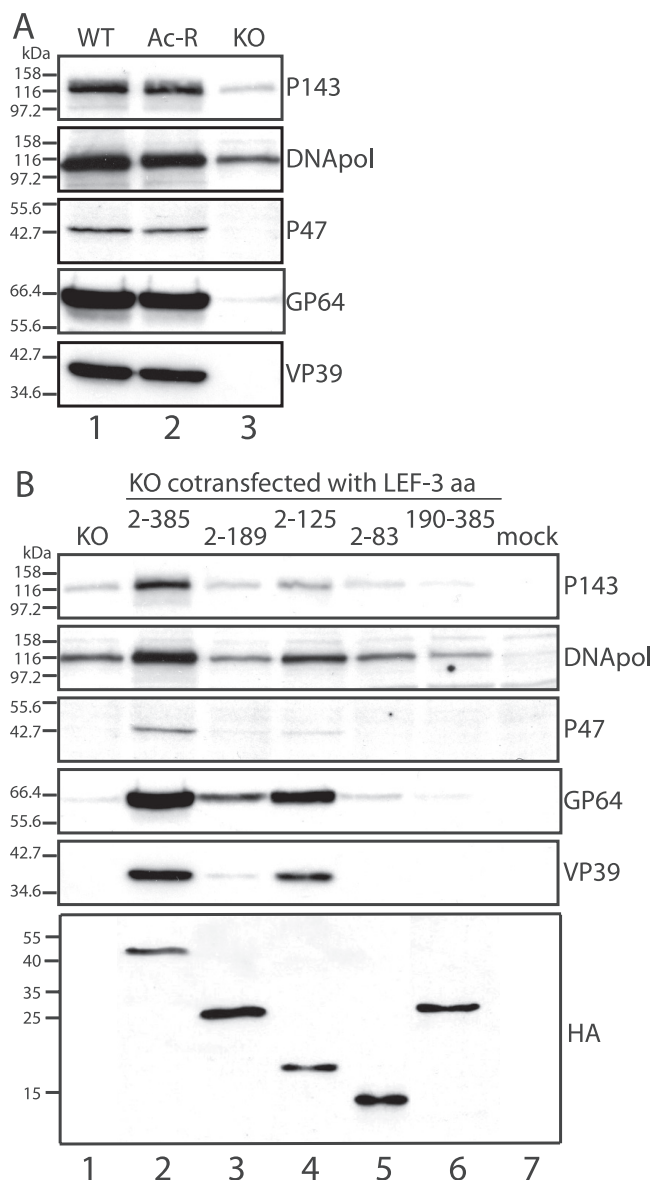 A
WT Ac-R KO
kDa
158
116
97.2
P143
158
116
97.2
DNApol
55.6
42.7
P47
66.4
55.6
GP64
42.7
34.6
VP39
1 2 3
B
KO cotransfected with LEF-3 aa
KO 2-385 2-189 2-125 2-83 190-385 mock
kDa
158
116
97.2
P143
158
116
97.2
DNApol
55.6
42.7
P47
66.4
55.6
GP64
42.7
34.6
VP39
55
40
35
25
15
HA
1 2 3 4 5 6 7